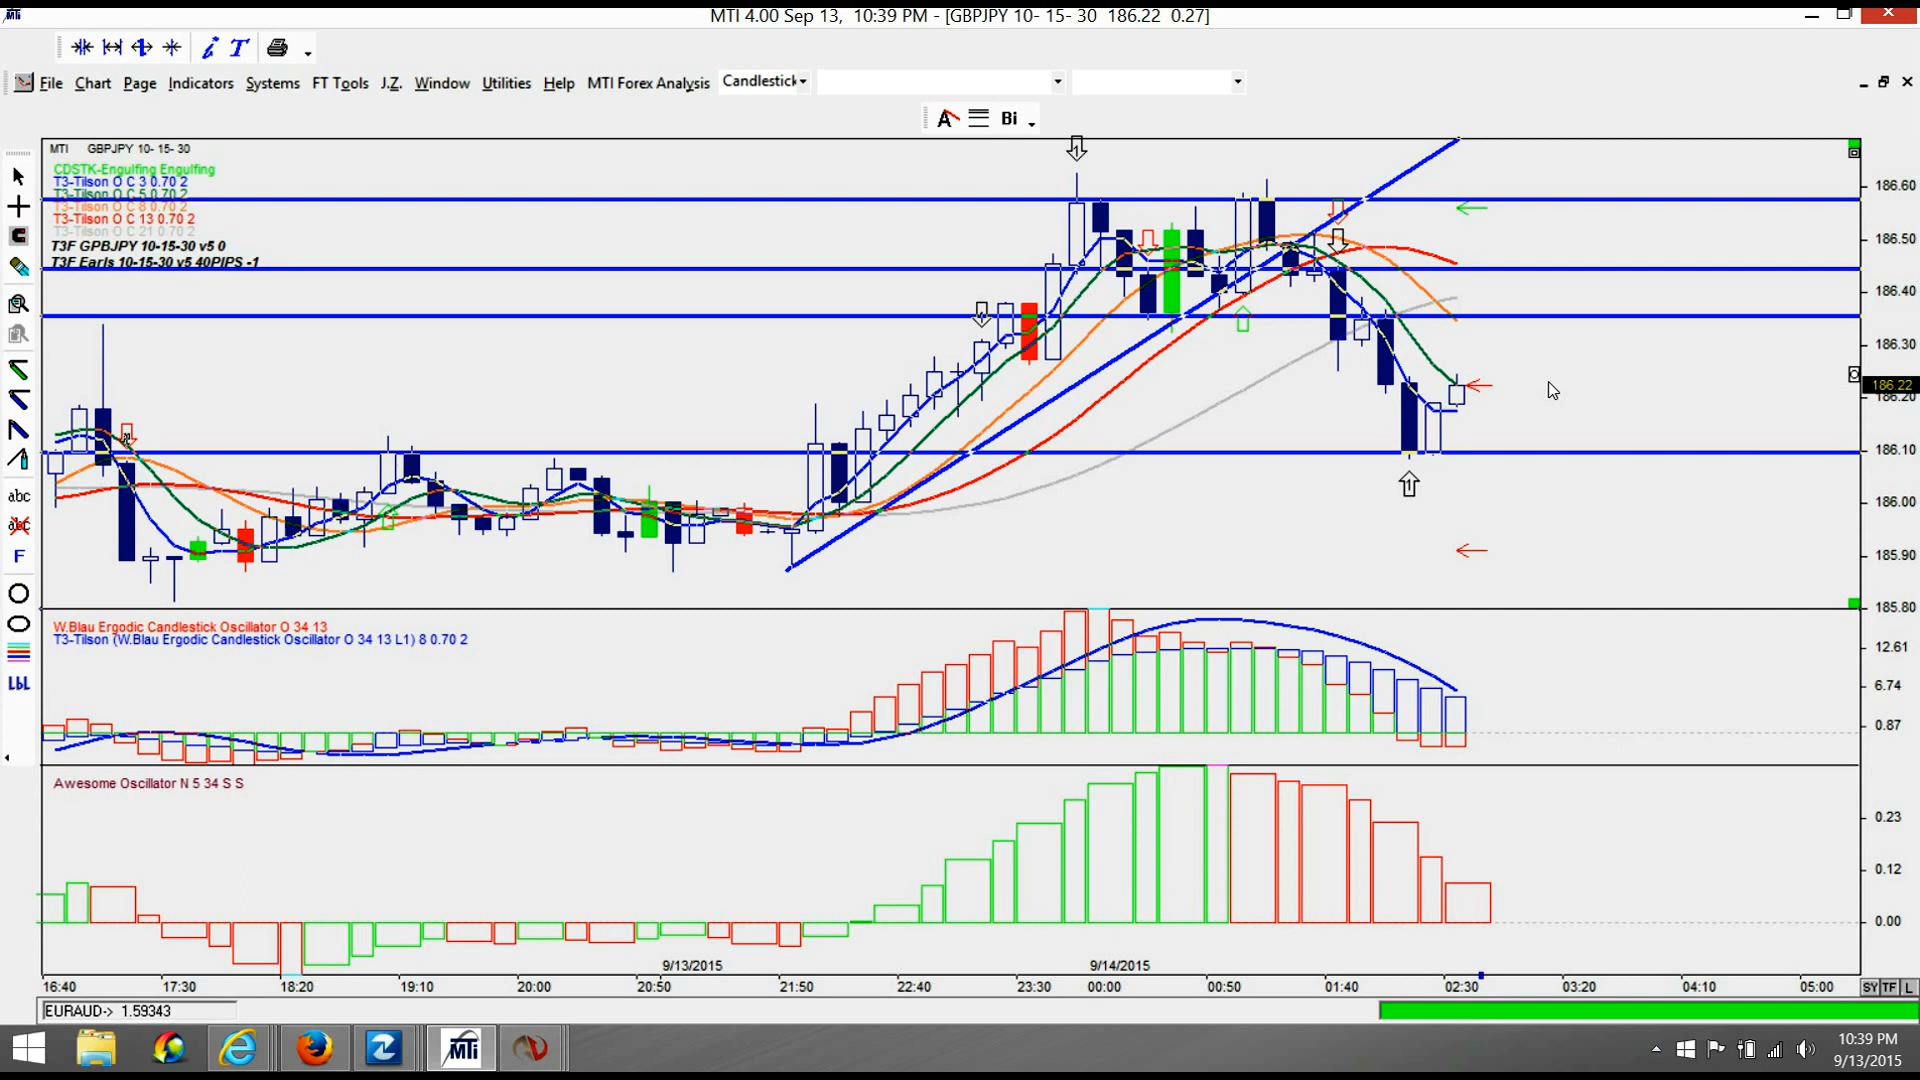 MTI 4.00 Sep 13, 10:39 PM - [GBPJPY 10- 15- 30 186.22 0.27]
i T
File Chart Page Indicators Systems FT Tools J.Z. Window Utilities Help MTI Forex Analysis Candlestick
A Bi
MTI GBPJPY 10- 15- 30
CDSTK-Engulfing Engulfing
T3-Tilson O C 3 0.70 2
T3-Tilson O C 5 0.70 2
T3-Tilson O C 8 0.70 2
T3-Tilson O C 13 0.70 2
T3-Tilson O C 21 0.70 2
T3F GPBJPY 10-15-30 v5 0
T3F Earls 10-15-30 v5 40PIPS -1
186.60
186.50
186.40
186.30
186.22
186.20
186.10
186.00
185.90
185.80
abc
abc
F
LbL
W.Blau Ergodic Candlestick Oscillator O 34 13
T3-Tilson (W.Blau Ergodic Candlestick Oscillator O 34 13 L1) 8 0.70 2
12.61
6.74
0.87
Awesome Oscillator N 5 34 S S
0.23
0.12
0.00
9/13/2015 9/14/2015
16:40 17:30 18:20 19:10 20:00 20:50 21:50 22:40 23:30 00:00 00:50 01:40 02:30 03:20 04:10 05:00 SY TF L
EURAUD-> 1.59343
MTi
10:39 PM
9/13/2015